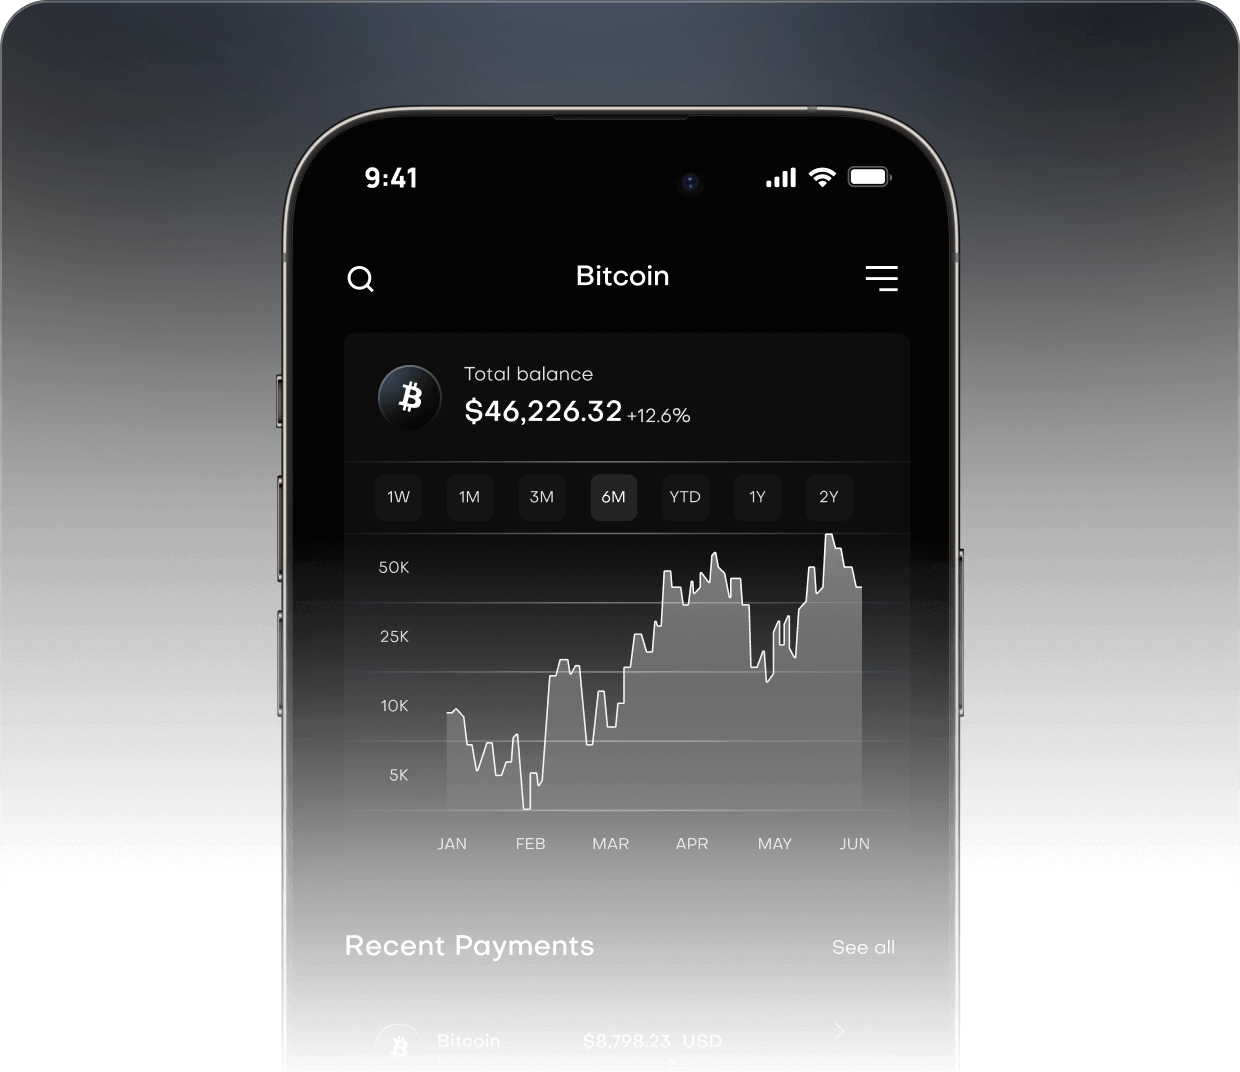 9:41
Bitcoin
Total balance
$46,226.32 +12.6%
1W 1M 3M 6M YTD 1Y 2Y
50K
25K
10K
5K
JAN FEB MAR APR MAY JUN
Recent Payments See all
Bitcoin $8,798.23 USD